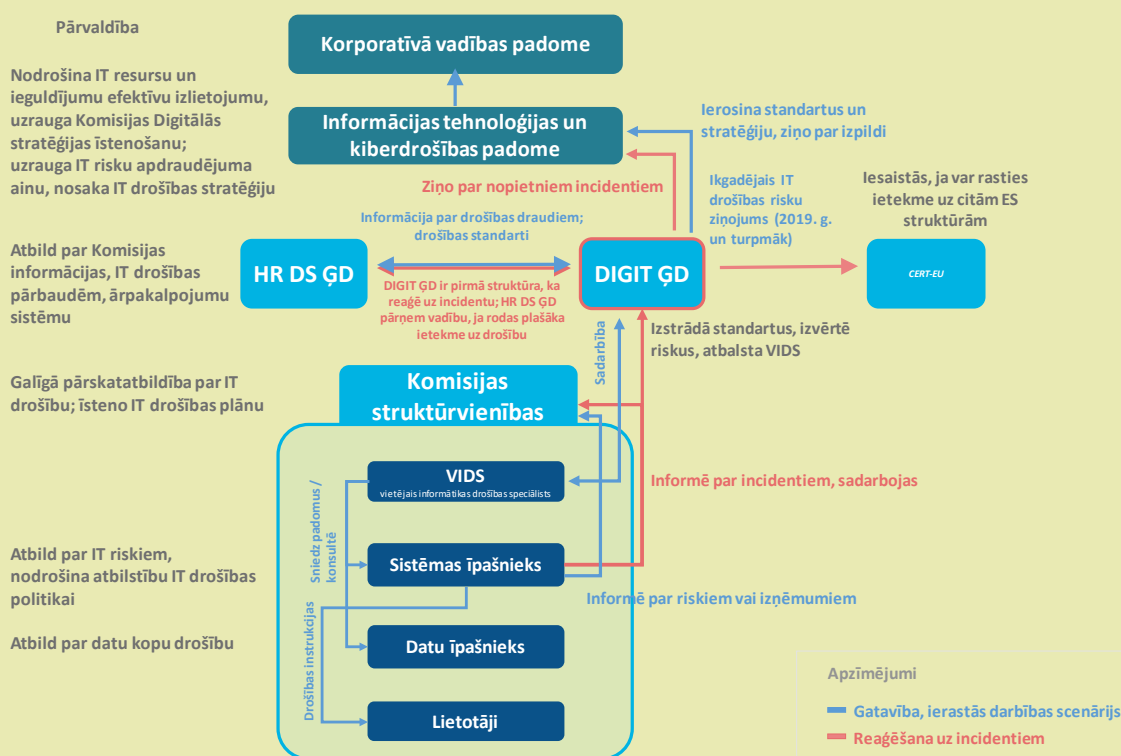 Pārvaldība
Korporatīvā vadības padome
Nodrošina IT resursu un
ieguldījumu efektīvu izlietojumu,
uzrauga Komisijas Digitālās
stratēģijas īstenošanu;
uzrauga IT risku apdraudējuma
ainu, nosaka IT drošības stratēģiju
Informācijas tehnoloģijas un
kiberdrošības padome
Ierosina standartus un
stratēģiju, ziņo par izpildi
Ziņo par nopietniem incidentiem
Ikgadējais IT
drošības risku
ziņojums (2019. g.
un turpmāk)
Iesaistās, ja var rasties
ietekme uz citām ES
struktūrām
Informācija par drošības draudiem;
drošības standarti
Atbild par Komisijas
informācijas, IT drošības
pārbaudēm, ārpakalpojumu
sistēmu
HR DS ĢD
DIGIT ĢD
CERT-EU
DIGIT ĢD ir pirmā struktūra, ka
reaģē uz incidentu; HR DS ĢD
pārņem vadību, ja rodas plašāka
ietekme uz drošību
Izstrādā standartus, izvērtē
riskus, atbalsta VIDS
Sadarbība
Galīgā pārskatatbildība par IT
drošību; īsteno IT drošības plānu
Komisijas
struktūrvienības
VIDS
vietējais informātikas drošības speciālists
Informē par incidentiem, sadarbojas
Sniedz padomus /
konsultē
Atbild par IT riskiem,
nodrošina atbilstību IT drošības
politikai
Sistēmas īpašnieks
Informē par riskiem vai izņēmumiem
Drošības instrukcijas
Atbild par datu kopu drošību
Datu īpašnieks
Lietotāji
Apzīmējumi
Gatavība, ierastās darbības scenārijs
Reaģēšana uz incidentiem